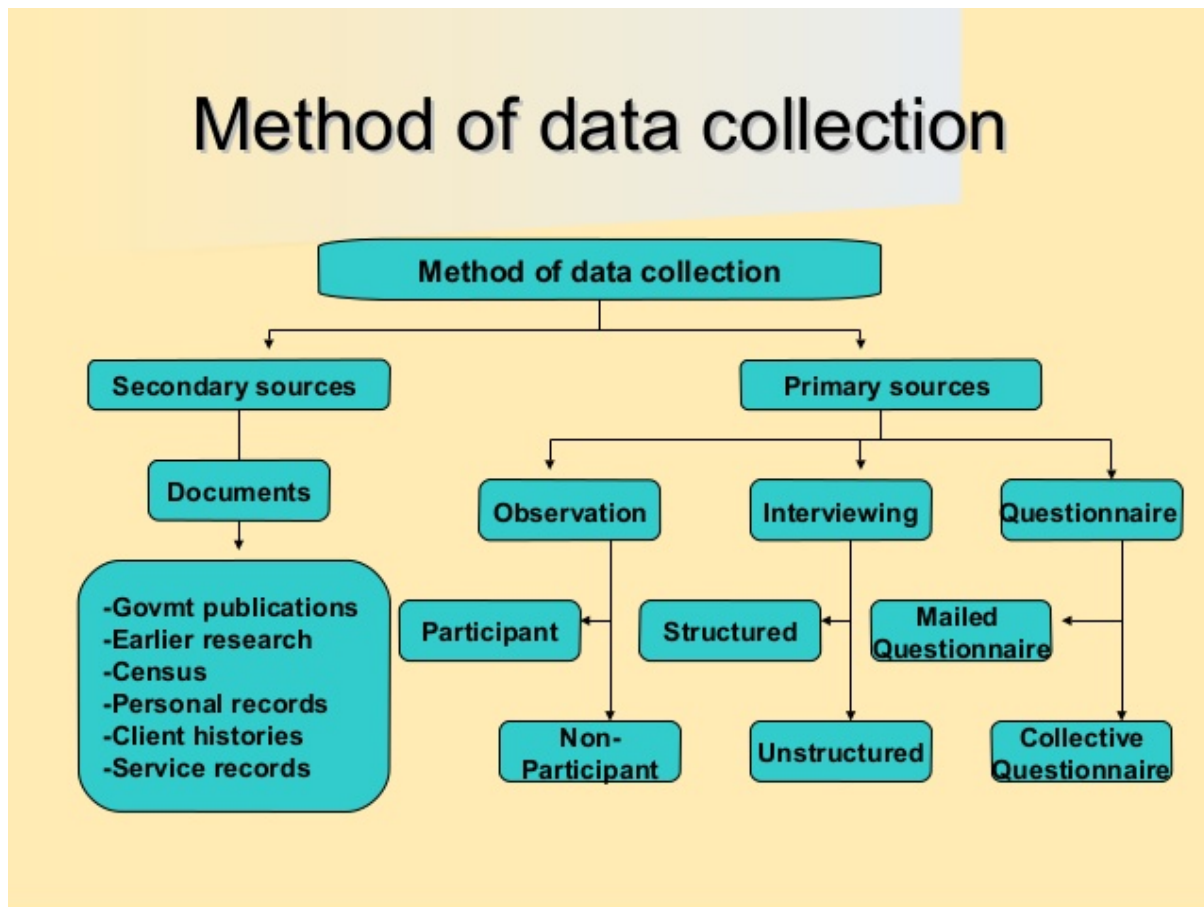 Method of data collection
Method of data collection
Secondary sources
Primary sources
Documents
Observation
Interviewing
Questionnaire
-Govmt publications
-Earlier research
-Census
-Personal records
-Client histories
-Service records
Participant
Structured
Mailed
Questionnaire
Non-
Participant
Unstructured
Collective
Questionnaire